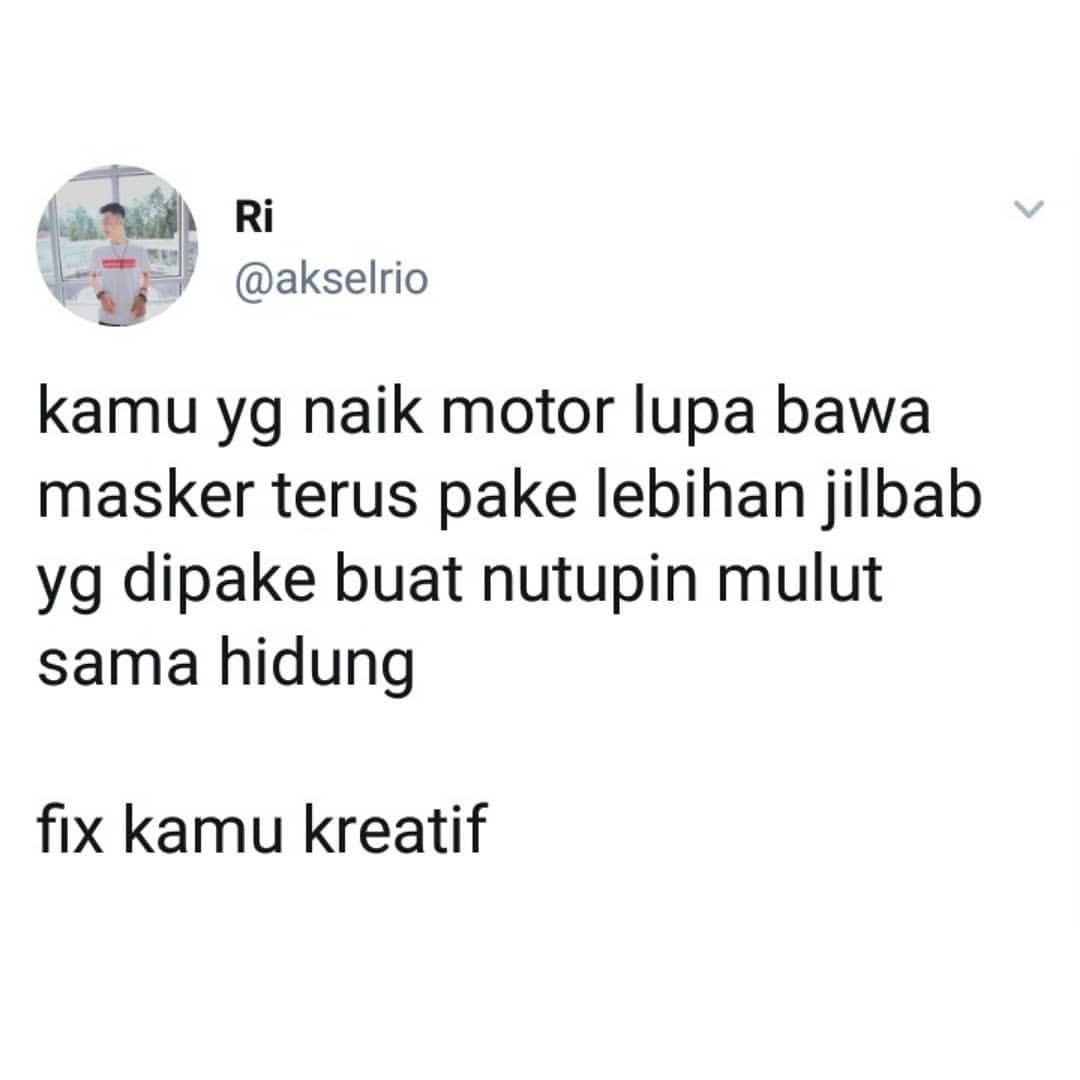 Ri
@akselrio
kamu yg naik motor lupa bawa
masker terus pake lebihan jilbab
yg dipake buat nutupin mulut
sama hidung
fix kamu kreatif